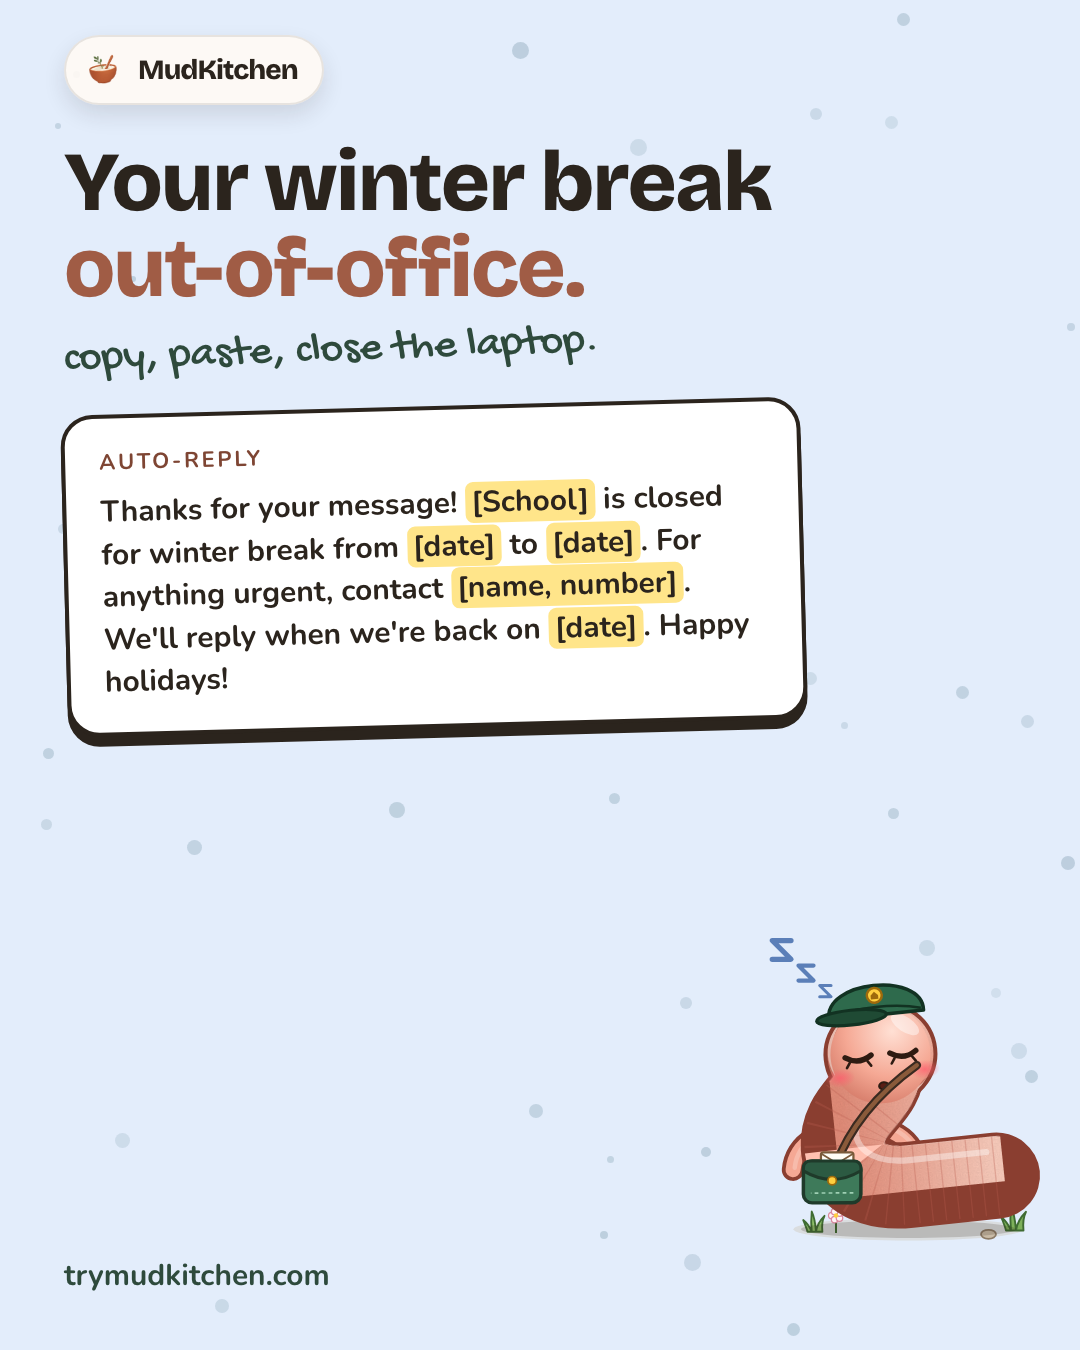 MudKitchen
Your winter break
out-of-office.
copy, paste, close the laptop.
AUTO-REPLY
Thanks for your message! [School] is closed
for winter break from [date] to [date]. For
anything urgent, contact [name, number].
We'll reply when we're back on [date]. Happy
holidays!
z
z
z
trymudkitchen.com